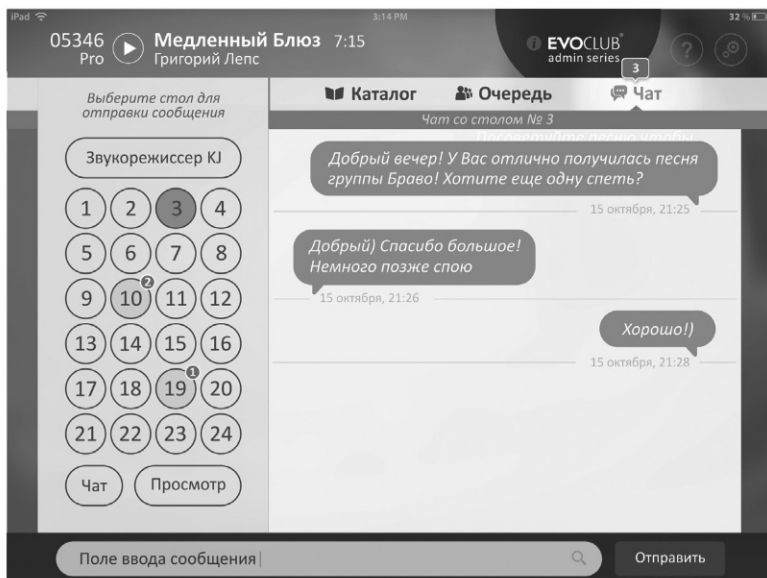 iPad 3:14 PM 32 %
05346 Медленный Блюз 7:15
Pro Григорий Лепс
EVOCLUB®
admin series
?
3
Каталог Очередь Чат
Выберите стол для
отправки сообщения
Звукорежиссер KJ
1 2 3 4
5 6 7 8
9 10 2 11 12
13 14 15 16
17 18 19 1 20
21 22 23 24
Чат Просмотр
Чат со столом № 3
Посоветуйте песню чтобы
Добрый вечер! У Вас отлично получилась песня
группы Браво! Хотите еще одну спеть?
15 октября, 21:25
Добрый) Спасибо большое!
Немного позже спою
15 октября, 21:26
Хорошо!)
15 октября, 21:28
Поле ввода сообщения
Отправить